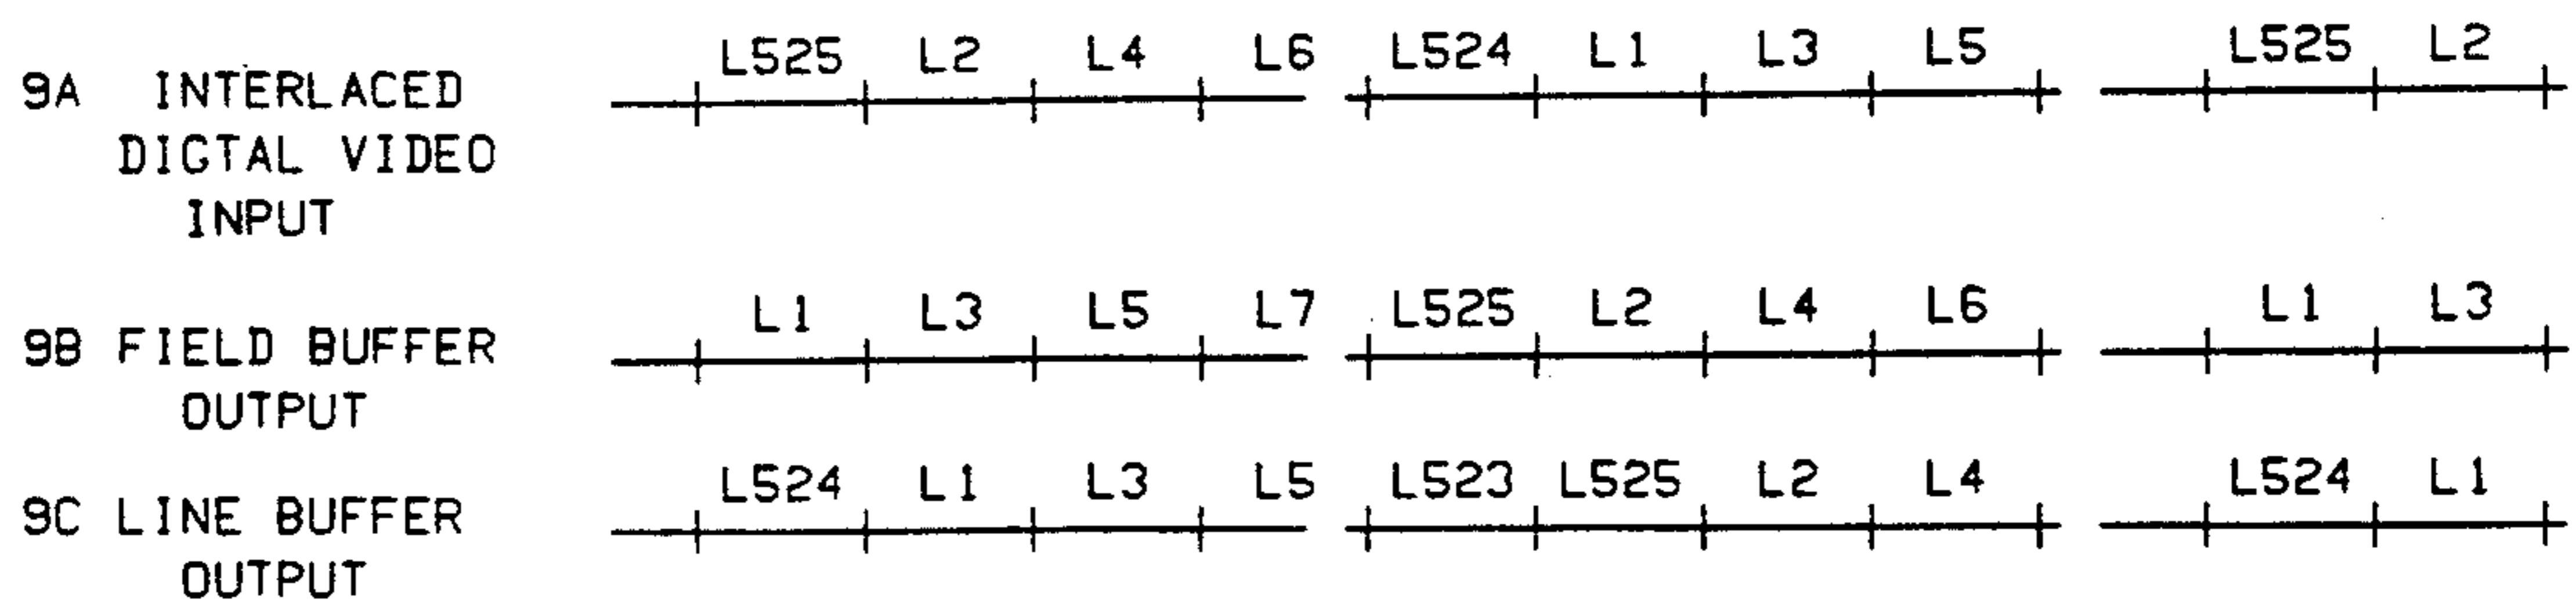 9A INTERLACED
DIGTAL VIDEO
INPUT
L525 L2 L4 L6 L524 L1 L3 L5 L525 L2
9B FIELD BUFFER
OUTPUT
L1 L3 L5 L7 L525 L2 L4 L6 L1 L3
9C LINE BUFFER
OUTPUT
L524 L1 L3 L5 L523 L525 L2 L4 L524 L1